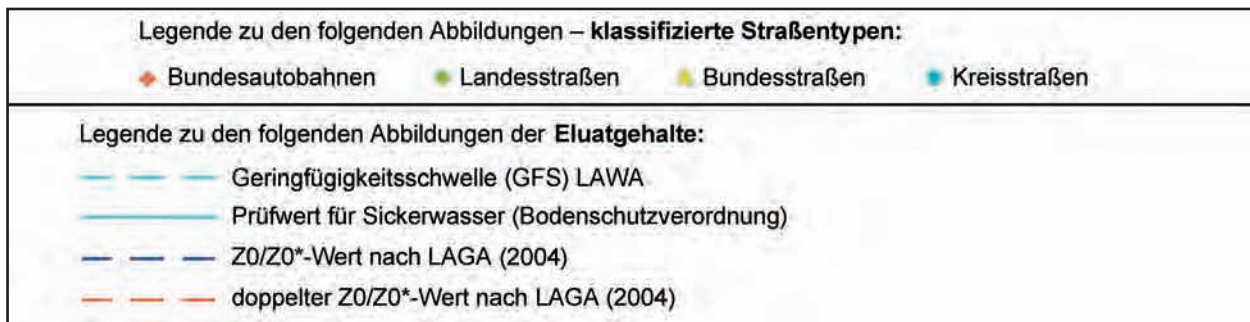 Legende zu den folgenden Abbildungen – klassifizierte Straßentypen:
Bundesautobahnen Landesstraßen Bundesstraßen Kreisstraßen
Legende zu den folgenden Abbildungen der Eluatgehalte:
Geringfügigkeitsschwelle (GFS) LAWA
Prüfwert für Sickerwasser (Bodenschutzverordnung)
Z0/Z0*-Wert nach LAGA (2004)
doppelter Z0/Z0*-Wert nach LAGA (2004)